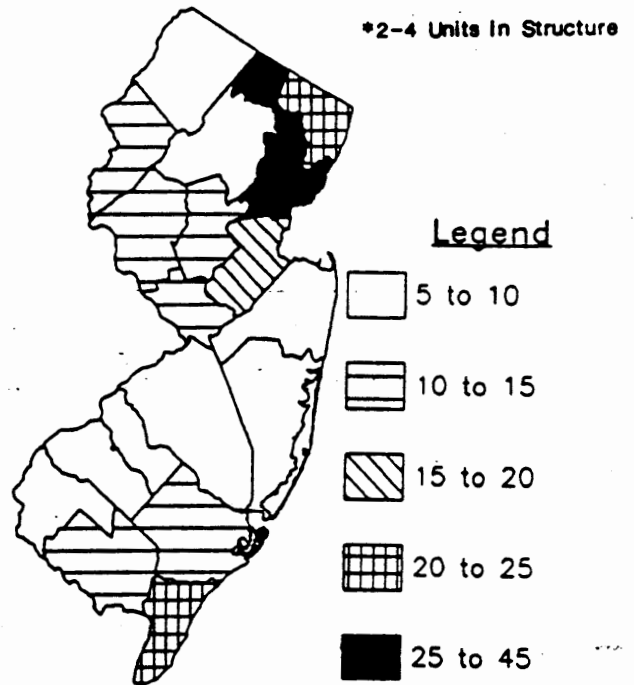 *2-4 Units In Structure
Legend
5 to 10
10 to 15
15 to 20
20 to 25
25 to 45